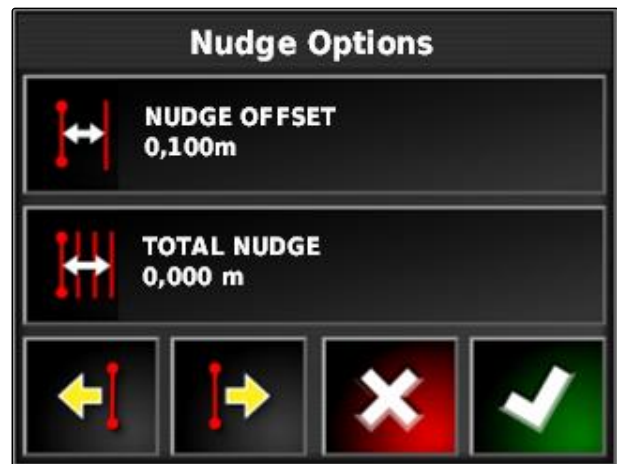 Nudge Options
NUDGE OFFSET
0,100m
TOTAL NUDGE
0,000 m